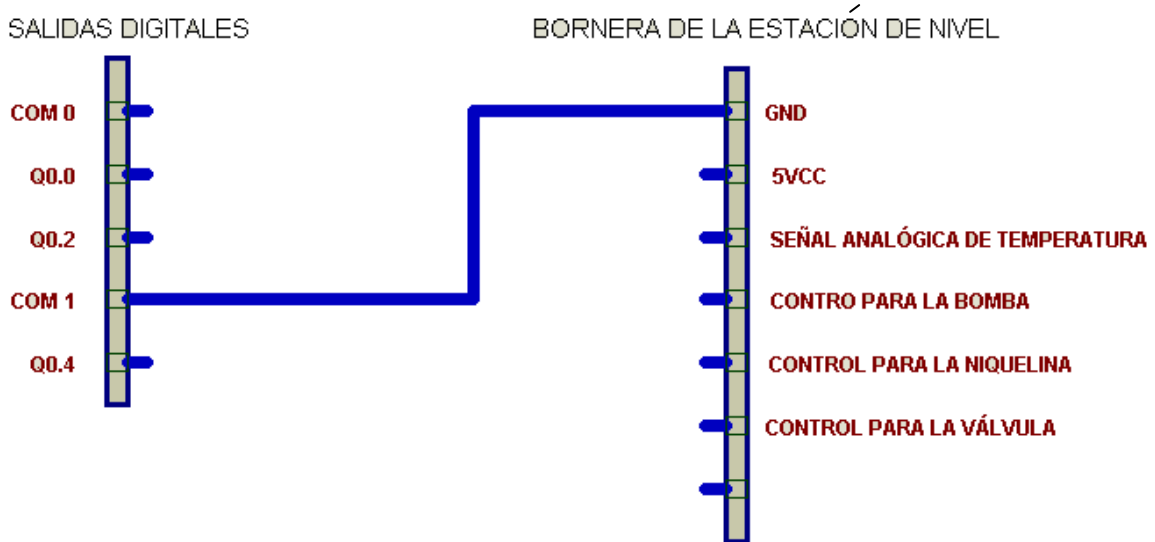 SALIDAS DIGITALES
BORNERA DE LA ESTACIÓN DE NIVEL
COM 0
Q0.0
Q0.2
COM 1
Q0.4
GND
5VCC
SEÑAL ANALÓGICA DE TEMPERATURA
CONTRO PARA LA BOMBA
CONTROL PARA LA NIQUELINA
CONTROL PARA LA VÁLVULA